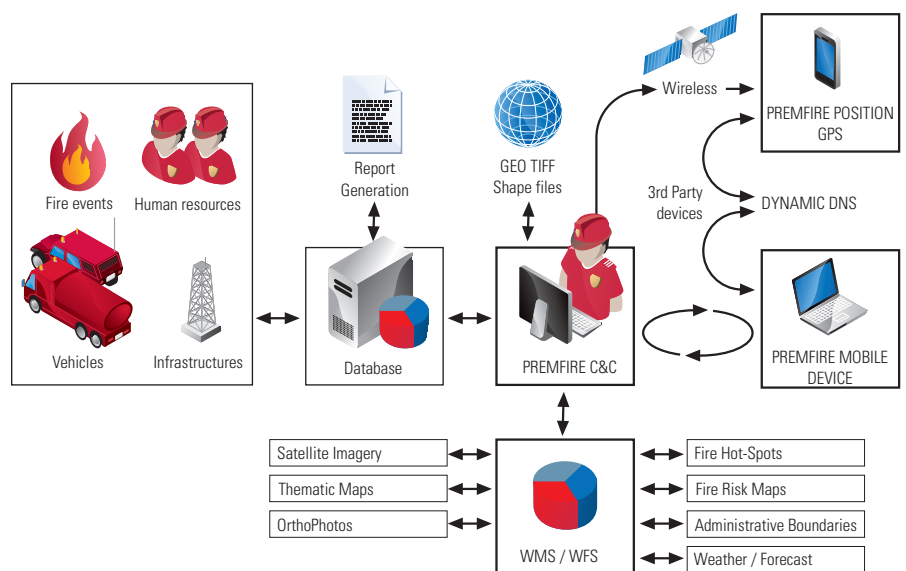 Wireless
PREMFIRE POSITION
GPS
Report
Generation
GEO TIFF
Shape files
Fire events
Human resources
3rd Party
devices
DYNAMIC DNS
Vehicles
Infrastructures
Database
PREMFIRE C&C
PREMFIRE MOBILE
DEVICE
Satellite Imagery
Thematic Maps
OrthoPhotos
WMS / WFS
Fire Hot-Spots
Fire Risk Maps
Administrative Boundaries
Weather / Forecast